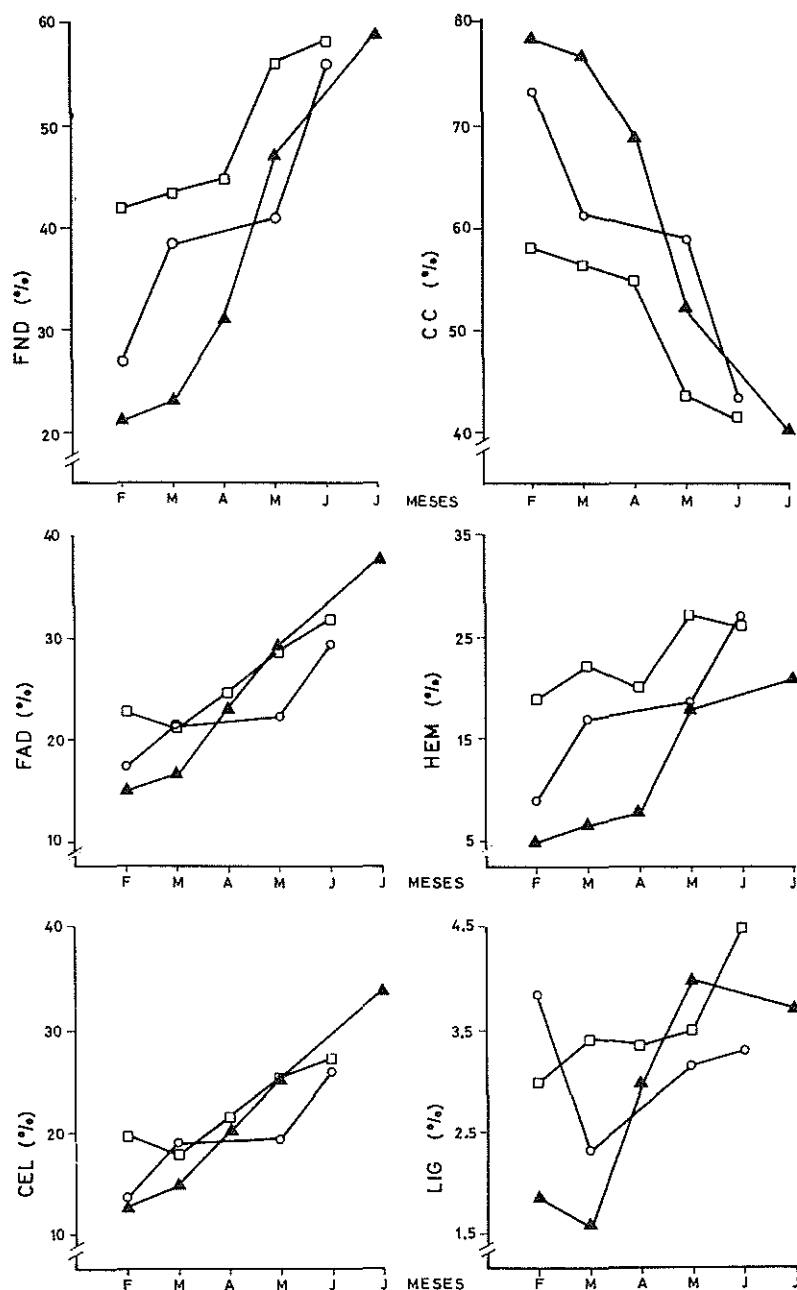 60
50
40
30
20
FND (%)
F M A M J J MESES
80
70
60
50
40
CC (%)
F M A M J J
40
30
20
10
FAD (%)
F M A M J J MESES
35
25
15
5
HEM (%)
F M A M J J
40
30
20
10
CEL (%)
F M A M J J MESES
4.5
3.5
2.5
1.5
LIG (%)
F M A M J J